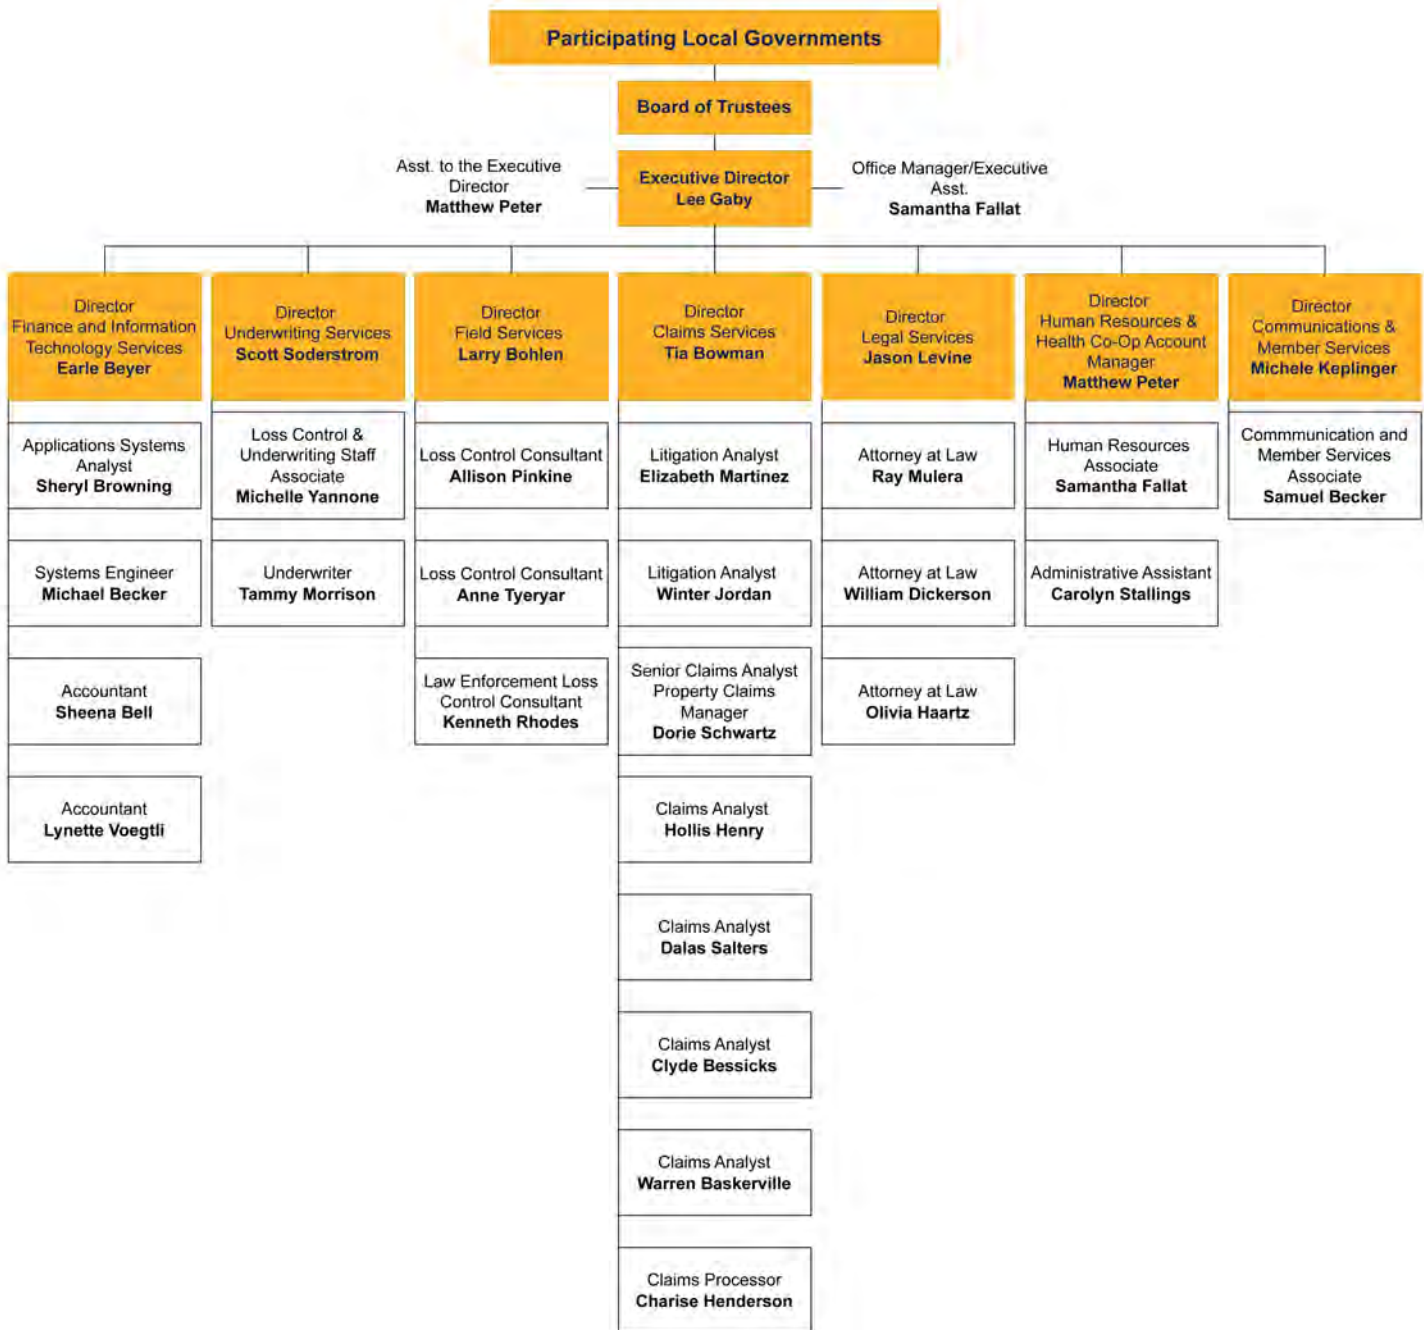 Participating Local Governments
Board of Trustees
Asst. to the Executive
Director
Matthew Peter
Executive Director
Lee Gaby
Office Manager/Executive
Asst.
Samantha Fallat
Director
Finance and Information
Technology Services
Earle Beyer
Director
Underwriting Services
Scott Soderstrom
Director
Field Services
Larry Bohlen
Director
Claims Services
Tia Bowman
Director
Legal Services
Jason Levine
Director
Human Resources &
Health Co-Op Account
Manager
Matthew Peter
Director
Communications &
Member Services
Michele Keplinger
Applications Systems
Analyst
Sheryl Browning
Loss Control &
Underwriting Staff
Associate
Michelle Yannone
Loss Control Consultant
Allison Pinkine
Litigation Analyst
Elizabeth Martinez
Attorney at Law
Ray Mulera
Human Resources
Associate
Samantha Fallat
Commmunication and
Member Services
Associate
Samuel Becker
Systems Engineer
Michael Becker
Underwriter
Tammy Morrison
Loss Control Consultant
Anne Tyeryar
Litigation Analyst
Winter Jordan
Attorney at Law
William Dickerson
Administrative Assistant
Carolyn Stallings
Accountant
Sheena Bell
Law Enforcement Loss
Control Consultant
Kenneth Rhodes
Senior Claims Analyst
Property Claims
Manager
Dorie Schwartz
Attorney at Law
Olivia Haartz
Accountant
Lynette Voegtli
Claims Analyst
Hollis Henry
Claims Analyst
Dalas Salters
Claims Analyst
Clyde Bessicks
Claims Analyst
Warren Baskerville
Claims Processor
Charise Henderson